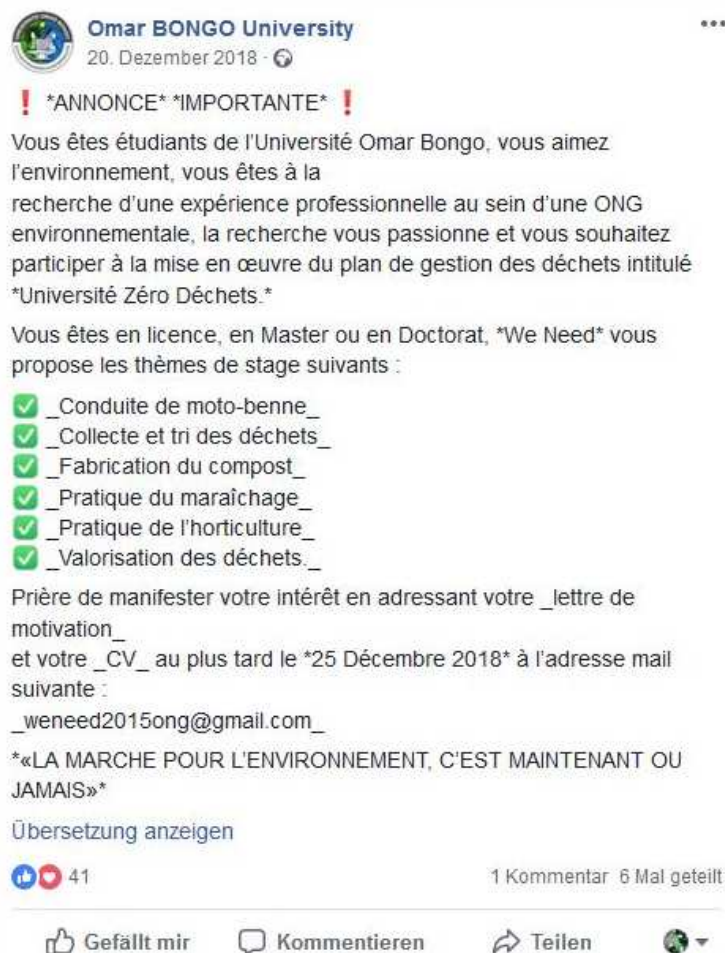 Omar BONGO University
20. Dezember 2018 ·
❗ *ANNONCE* *IMPORTANTE* ❗
Vous êtes étudiants de l'Université Omar Bongo, vous aimez
l'environnement, vous êtes à la
recherche d'une expérience professionnelle au sein d'une ONG
environnementale, la recherche vous passionne et vous souhaitez
participer à la mise en œuvre du plan de gestion des déchets intitulé
*Université Zéro Déchets.*
Vous êtes en licence, en Master ou en Doctorat, *We Need* vous
propose les thèmes de stage suivants :
✅ _Conduite de moto-benne_
✅ _Collecte et tri des déchets_
✅ _Fabrication du compost_
✅ _Pratique du maraîchage_
✅ _Pratique de l'horticulture_
✅ _Valorisation des déchets._
Prière de manifester votre intérêt en adressant votre _lettre de
motivation_
et votre _CV_ au plus tard le *25 Décembre 2018* à l'adresse mail
suivante :
_weneed2015ong@gmail.com_
*«LA MARCHE POUR L'ENVIRONNEMENT, C'EST MAINTENANT OU
JAMAIS»*
Übersetzung anzeigen
41 1 Kommentar 6 Mal geteilt
Gefällt mir Kommentieren Teilen